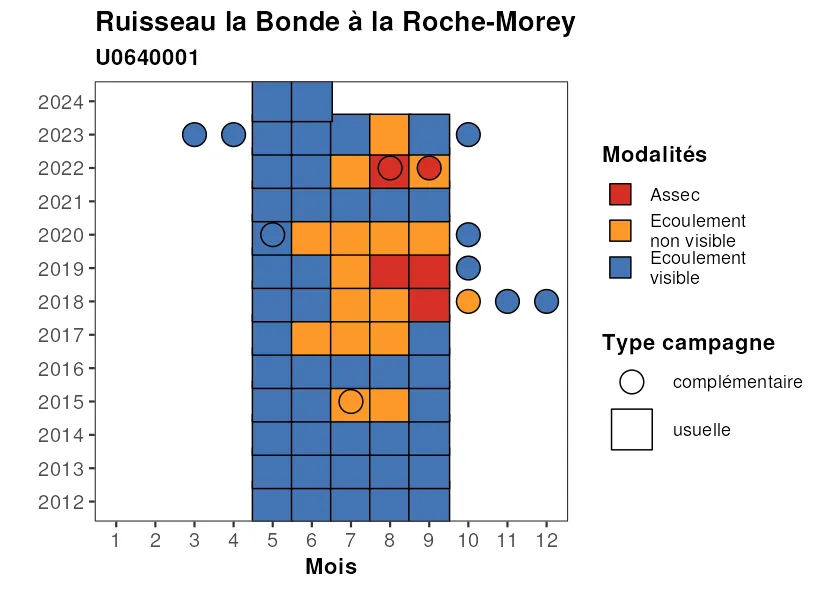 Ruisseau la Bonde à la Roche-Morey
U0640001
2024
2023
2022
2021
2020
2019
2018
2017
2016
2015
2014
2013
2012
1 2 3 4 5 6 7 8 9 10 11 12
Mois
Modalités
Assec
Ecoulement
non visible
Ecoulement
visible
Type campagne
complémentaire
usuelle